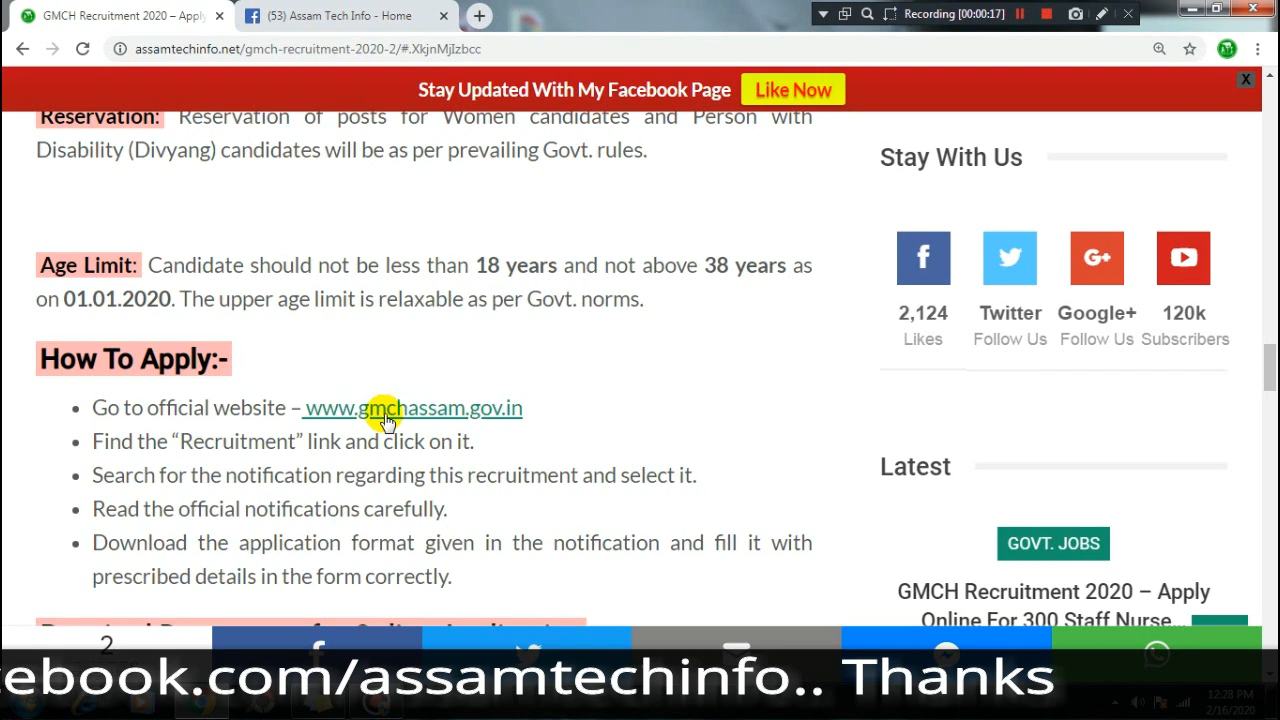 GMCH Recruitment 2020 – Apply
(53) Assam Tech Info - Home
Recording [00:00:17]
assamtechinfo.net/gmch-recruitment-2020-2/#.XkjnMjIzbcc
Stay Updated With My Facebook Page Like Now
X
Reservation: Reservation of posts for Women candidates and Person with
Disability (Divyang) candidates will be as per prevailing Govt. rules.
Age Limit: Candidate should not be less than 18 years and not above 38 years as
on 01.01.2020. The upper age limit is relaxable as per Govt. norms.
How To Apply:-
• Go to official website – www.gmchassam.gov.in
• Find the “Recruitment” link and click on it.
• Search for the notification regarding this recruitment and select it.
• Read the official notifications carefully.
• Download the application format given in the notification and fill it with
prescribed details in the form correctly.
Stay With Us
2,124 Twitter Google+ 120k
Likes Follow Us Follow Us Subscribers
Latest
GOVT. JOBS
GMCH Recruitment 2020 – Apply
Online For 300 Staff Nurse...
2
cebook.com/assamtechinfo.. Thanks
12:28 PM
2/16/2020